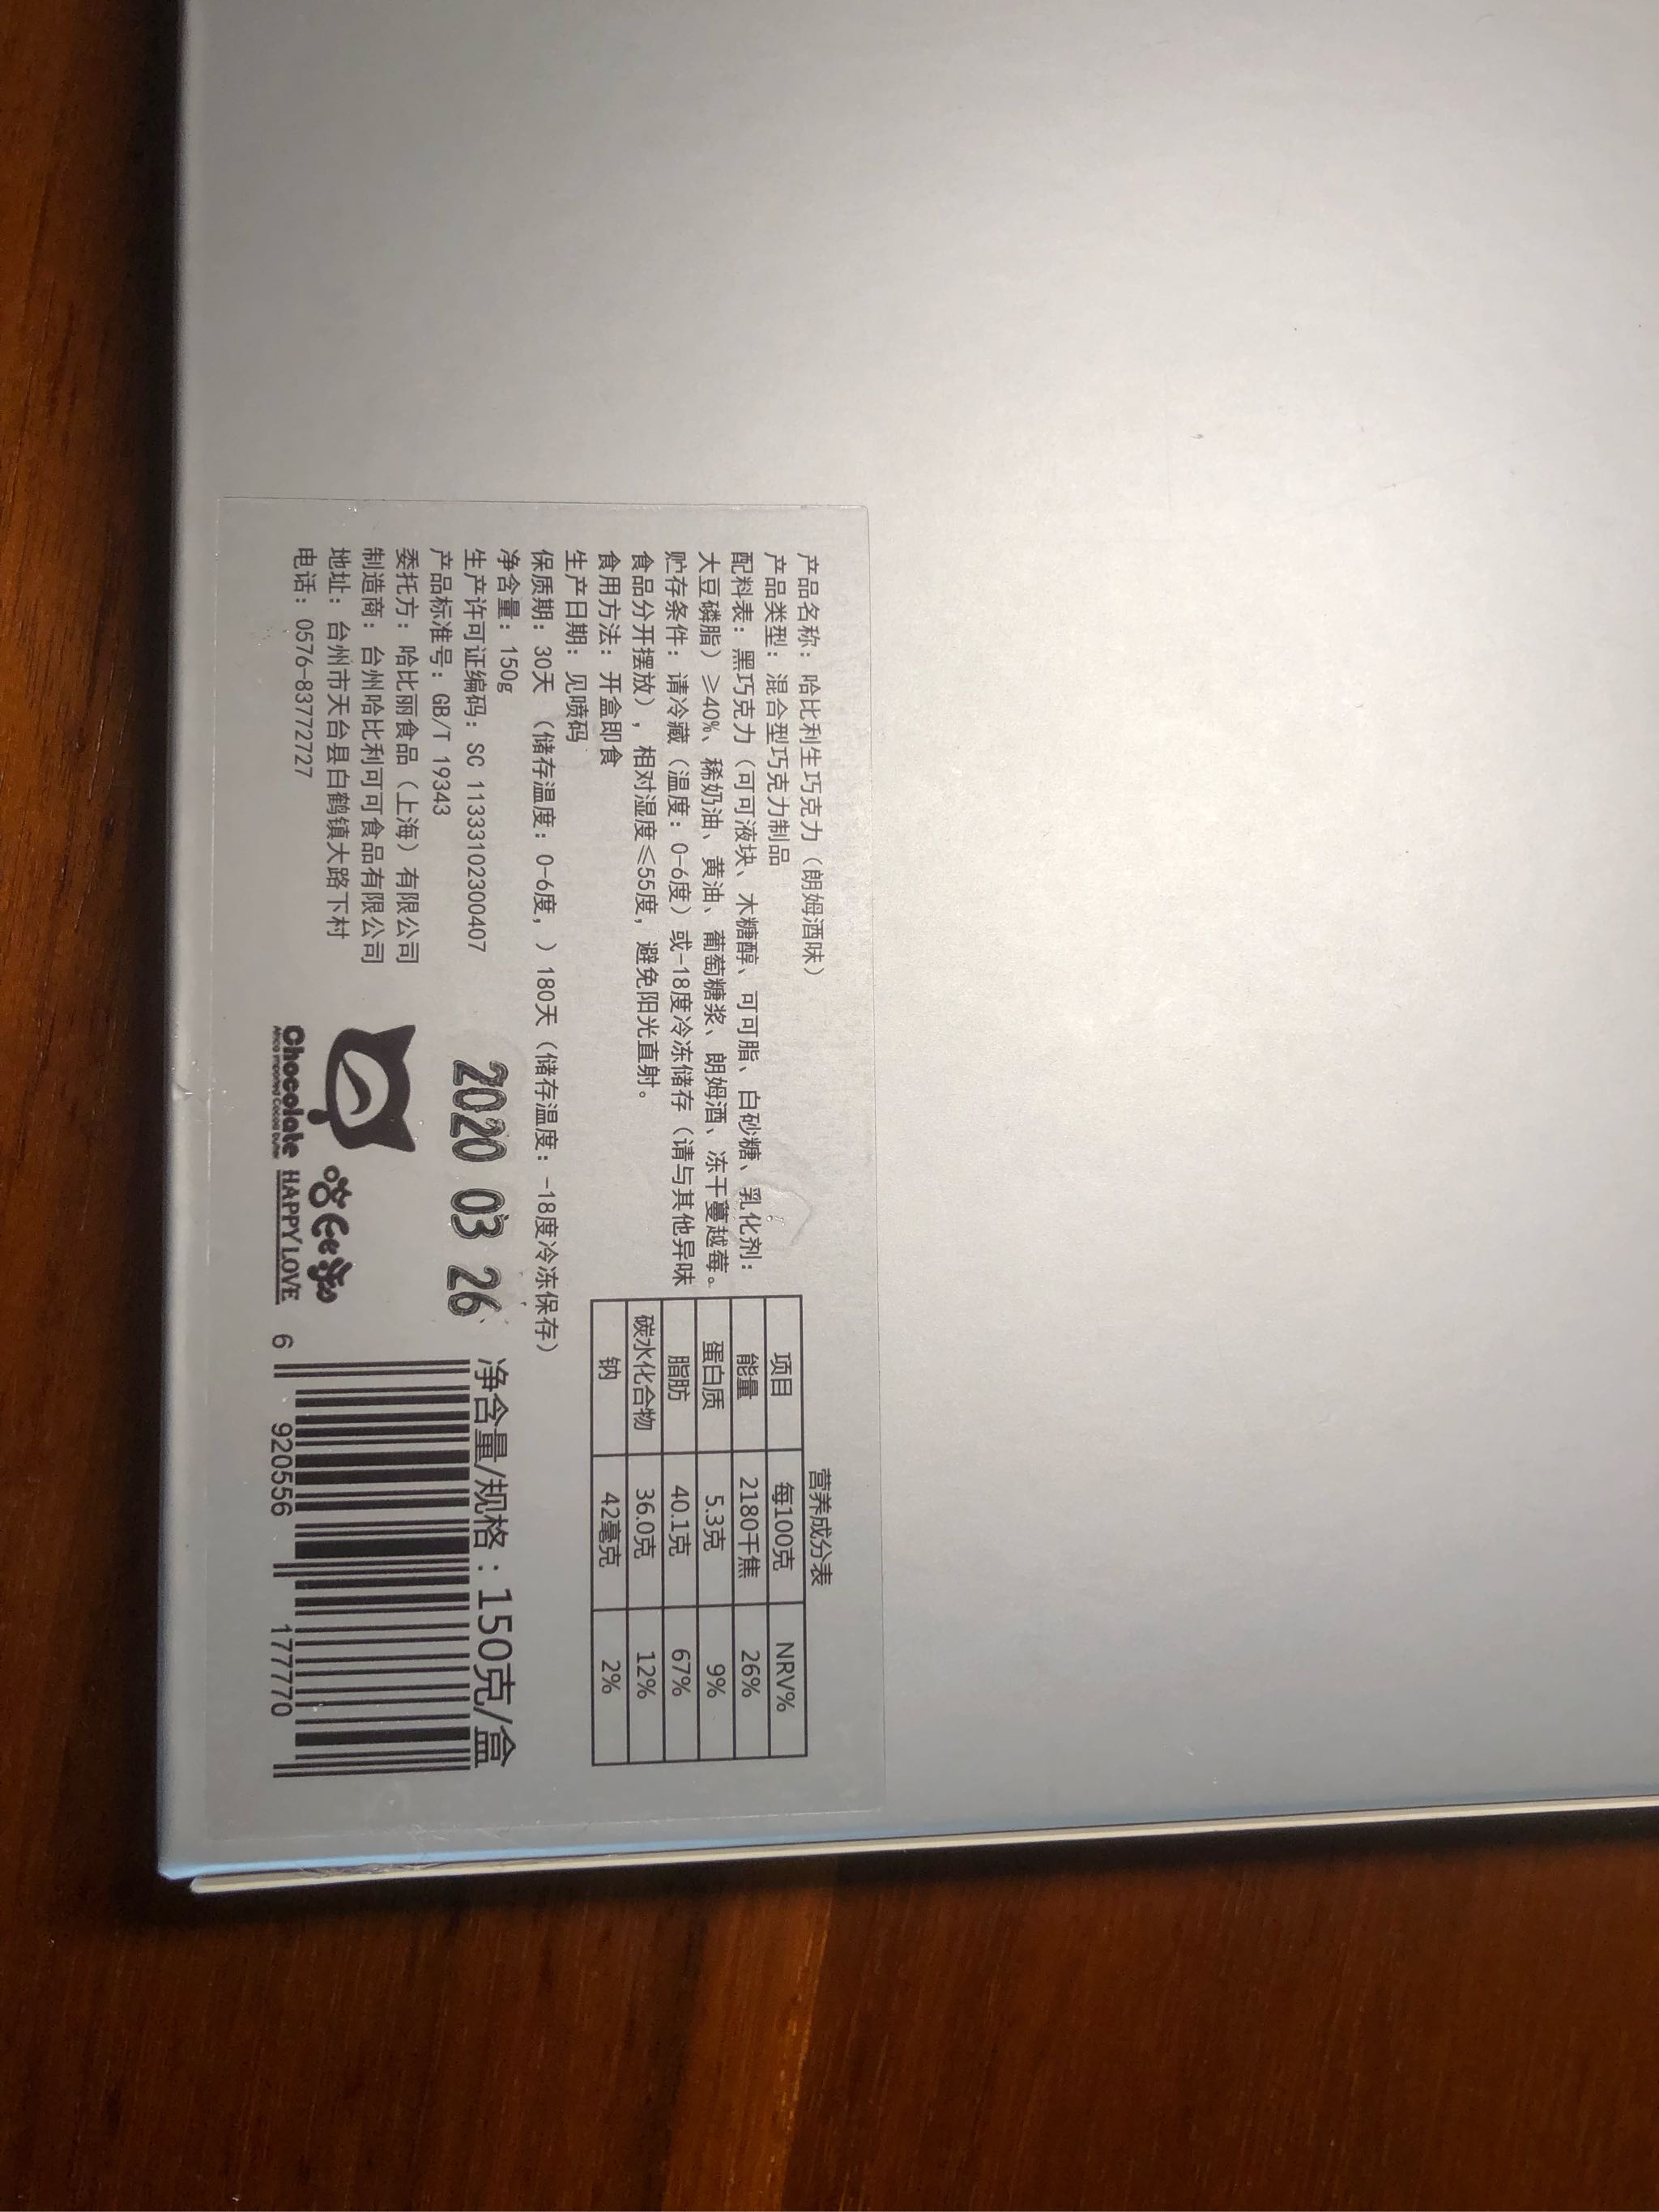 产品名称：哈比利生巧克力（朗姆酒味）
产品类型：混合型巧克力制品
配料表：黑巧克力（可可液块、木糖醇、可可脂、白砂糖、乳化剂：
大豆磷脂）≥40%、稀奶油、黄油、葡萄糖浆、朗姆酒、冻干蔓越莓。
贮存条件：请冷藏（温度：0-6度）或-18度冷冻储存（请与其他异味
食品分开摆放），相对湿度≤55度，避免阳光直射。
食用方法：开盒即食
生产日期：见喷码
保质期：30天（储存温度：0-6度，）180天（储存温度：-18度冷冻保存）
净含量：150g
生产许可证编码：SC 11333102300407
产品标准号：GB/T 19343
委托方：哈比丽食品（上海）有限公司
制造商：台州哈比利可可食品有限公司
地址：台州市天台县白鹤镇大路下村
电话：0576-83772727
营养成分表
项目 每100克 NRV%
能量 2180千焦 26%
蛋白质 5.3克 9%
脂肪 40.1克 67%
碳水化合物 36.0克 12%
钠 42毫克 2%
2020 03 26
净含量/规格：150克/盒
Chocolate
Africa imported Cocoa butter
HAPPY LOVE
6 920556 177770